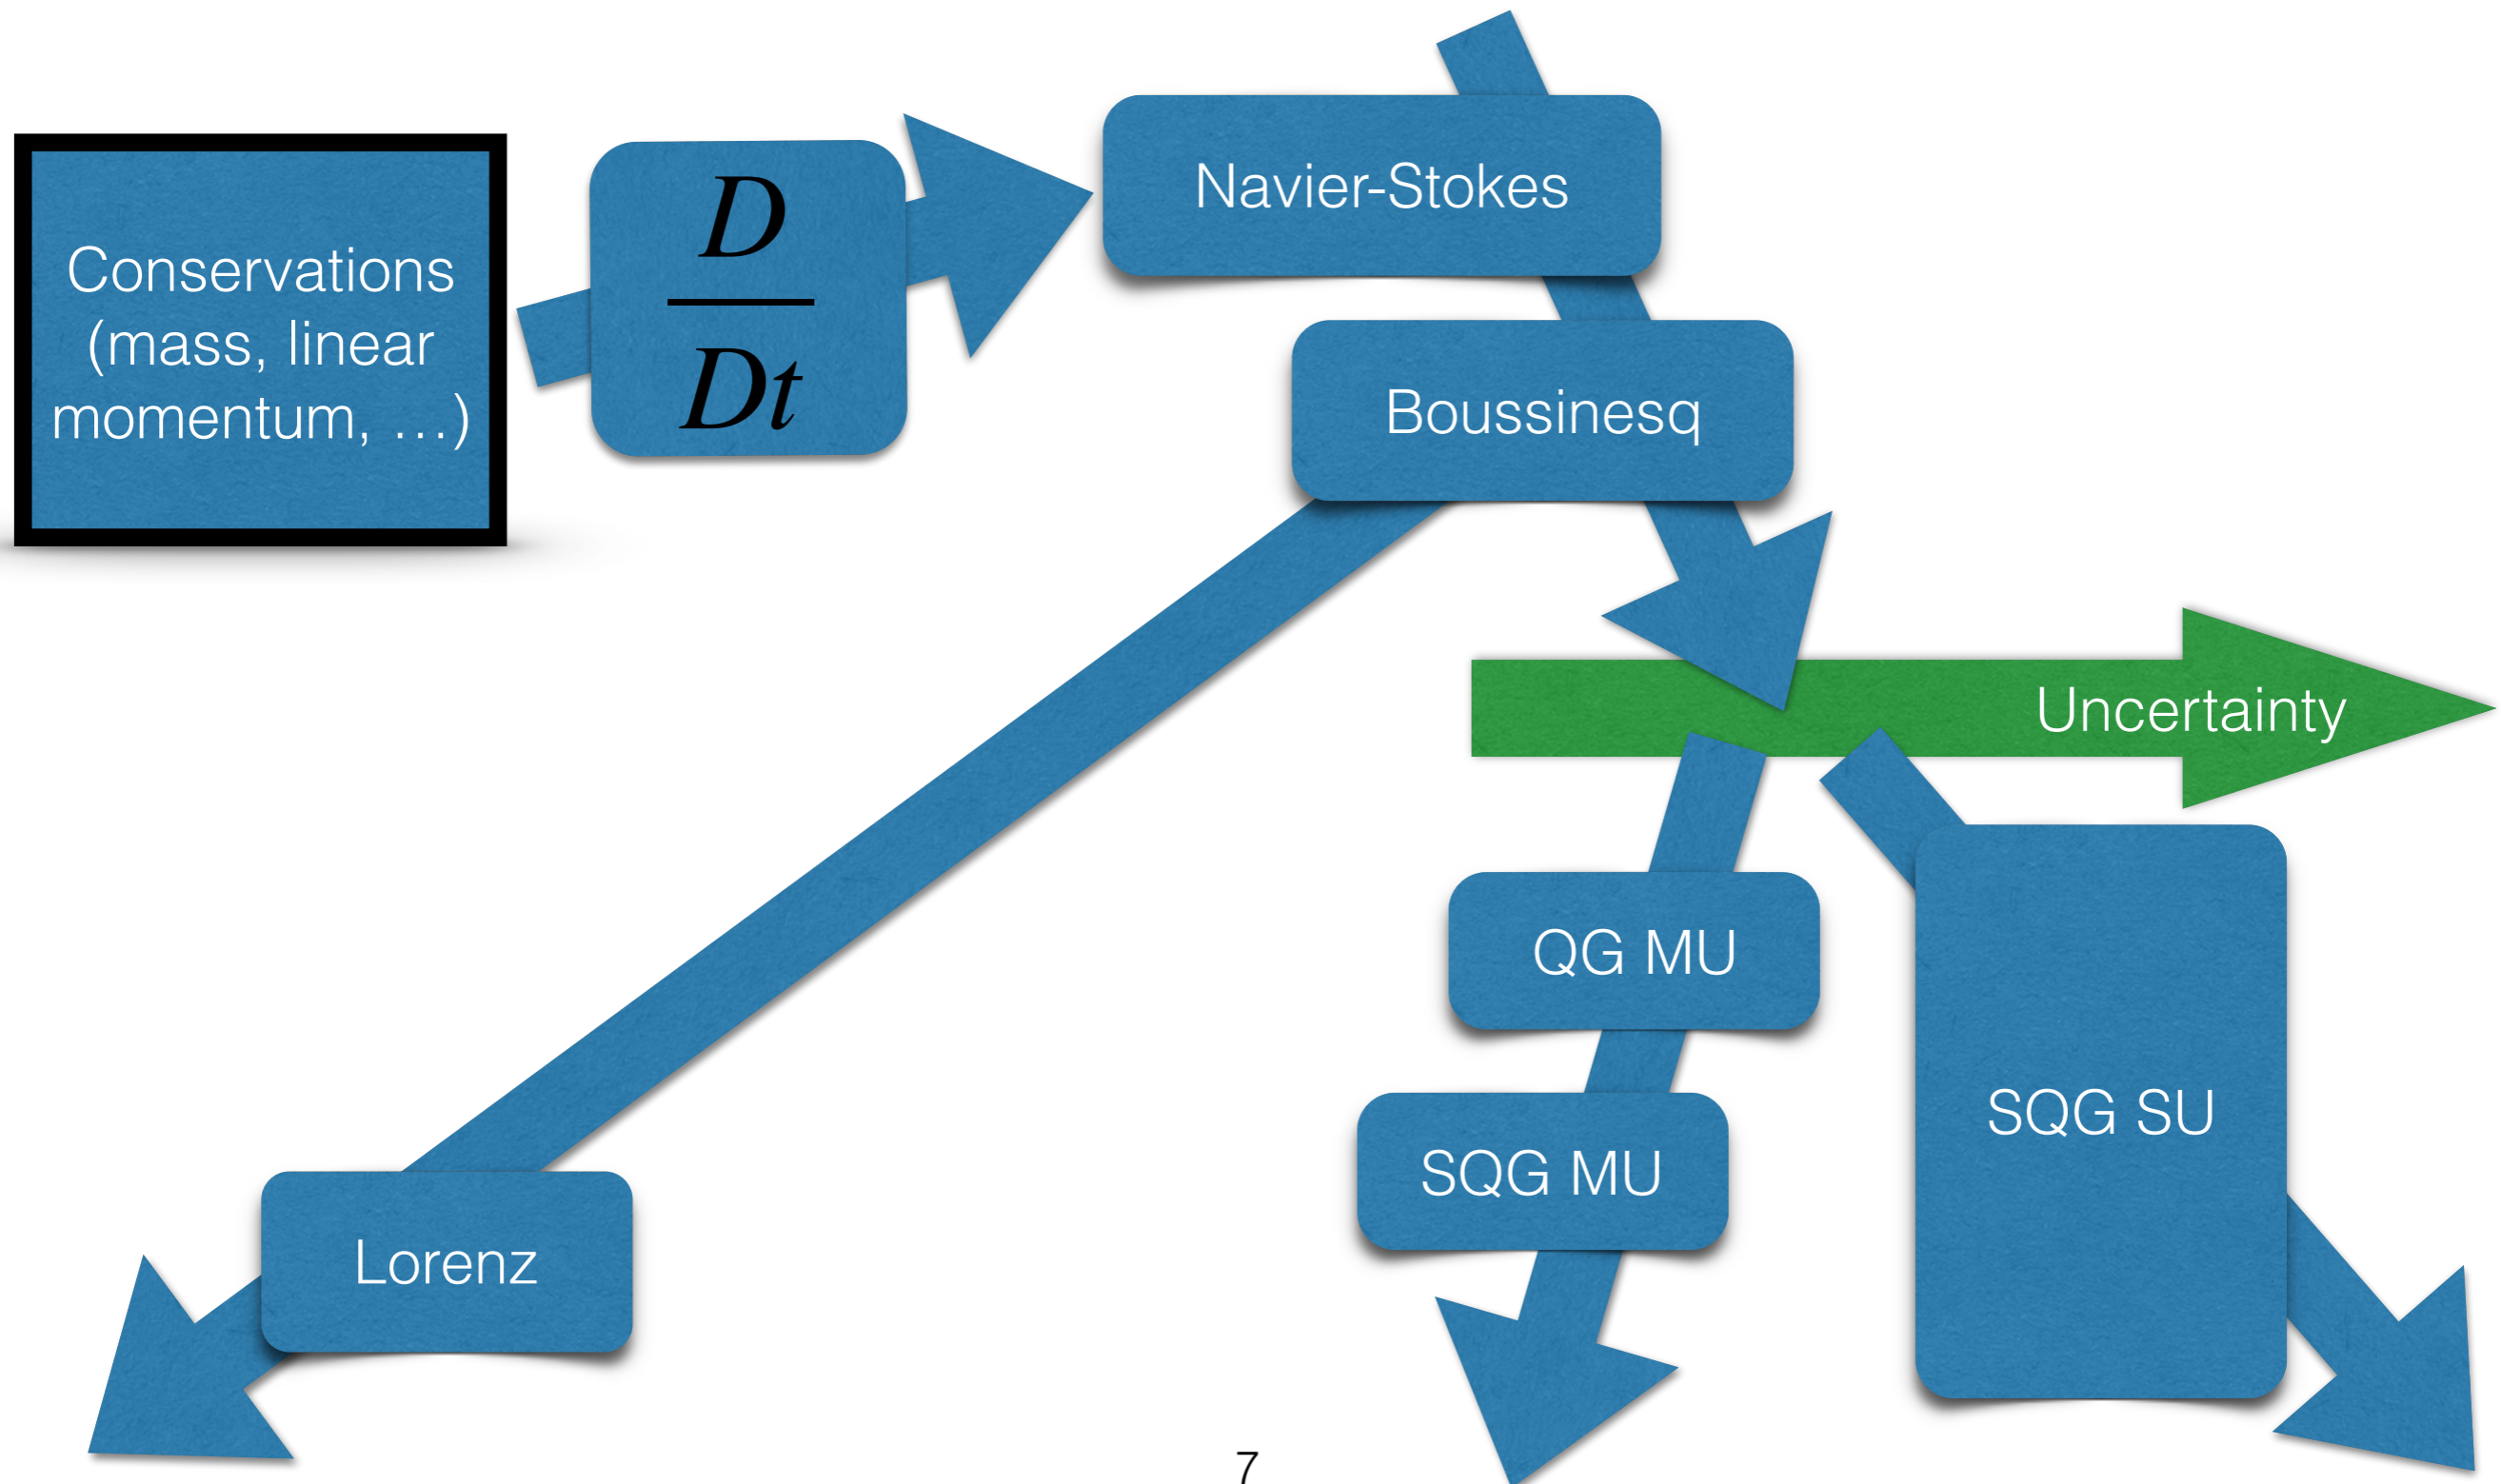 Conservations
(mass, linear
momentum, …)
D
Dt
Navier-Stokes
Boussinesq
Uncertainty
QG MU
SQG MU
SQG SU
Lorenz
7